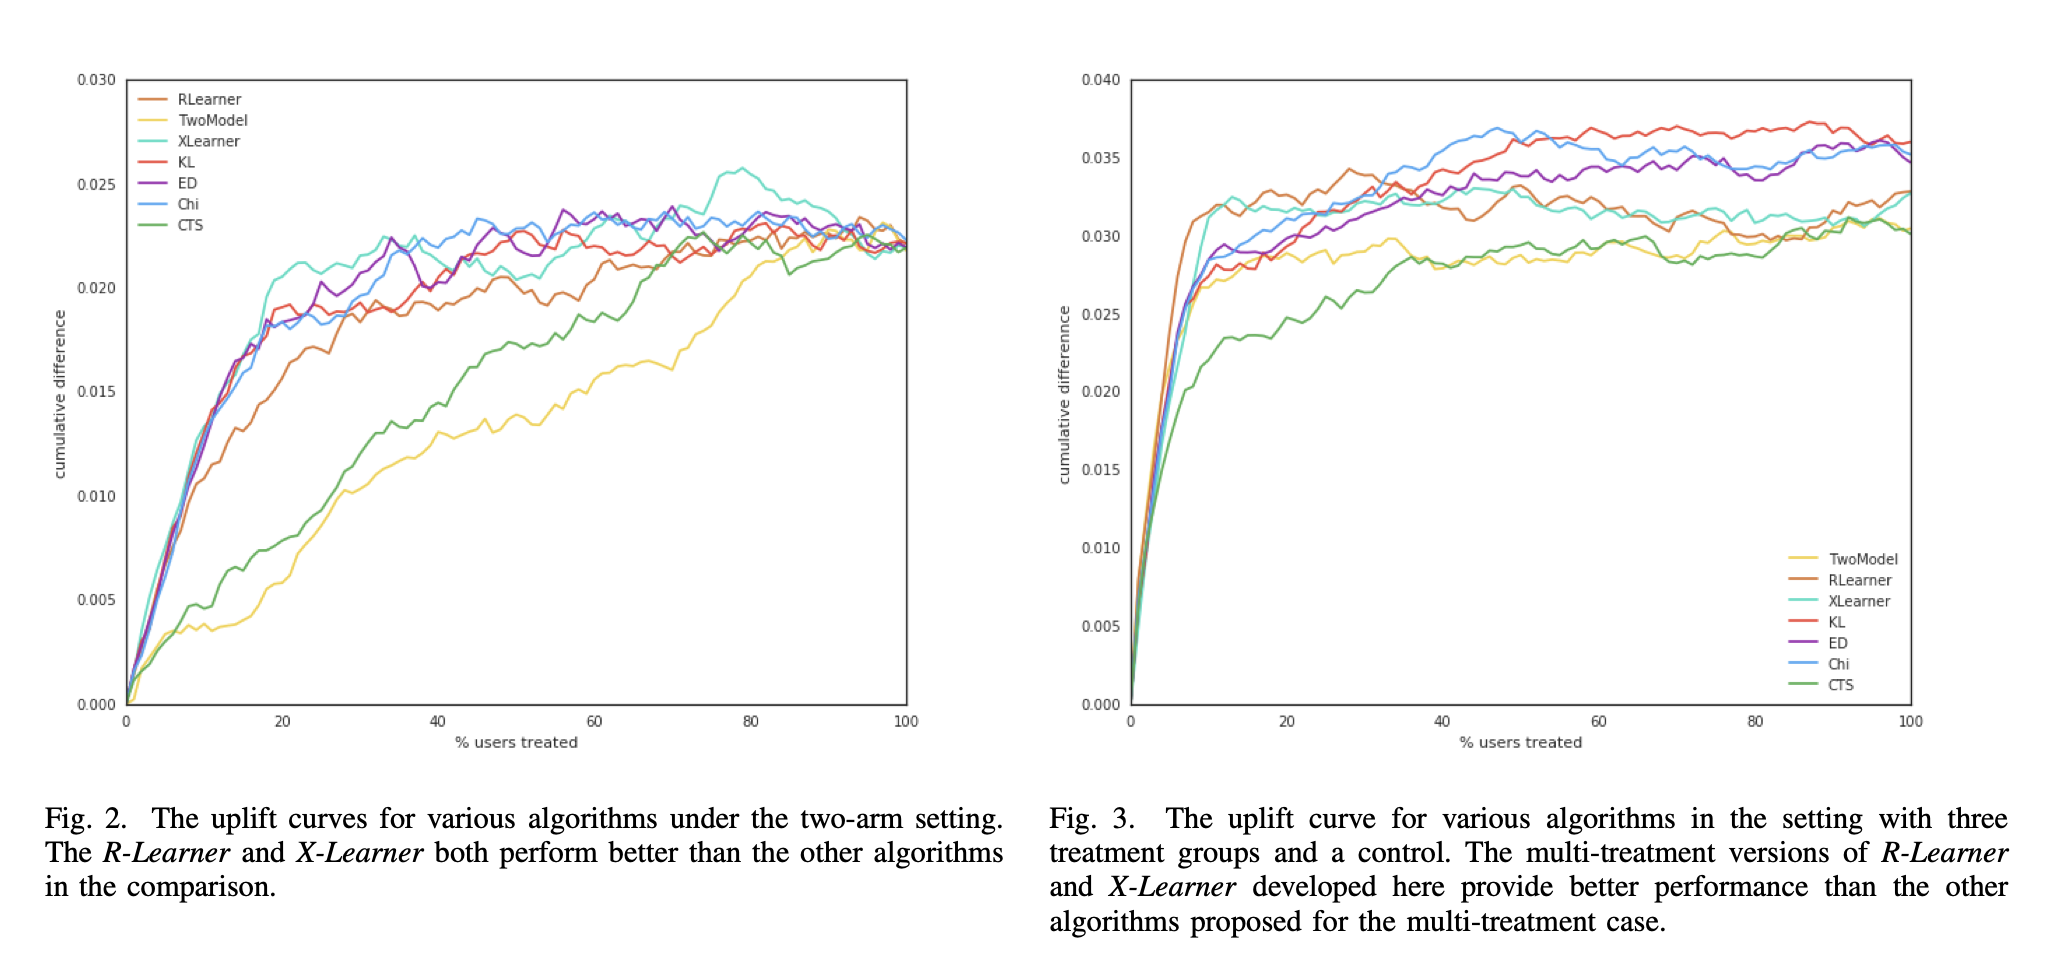 0.030
0.025
0.020
0.015
0.010
0.005
0.000
cumulative difference
RLearner
TwoModel
XLearner
KL
ED
Chi
CTS
0 20 40 60 80 100
% users treated
Fig. 2. The uplift curves for various algorithms under the two-arm setting.
The R-Learner and X-Learner both perform better than the other algorithms
in the comparison.
0.040
0.035
0.030
0.025
0.020
0.015
0.010
0.005
0.000
cumulative difference
TwoModel
RLearner
XLearner
KL
ED
Chi
CTS
0 20 40 60 80 100
% users treated
Fig. 3. The uplift curve for various algorithms in the setting with three
treatment groups and a control. The multi-treatment versions of R-Learner
and X-Learner developed here provide better performance than the other
algorithms proposed for the multi-treatment case.